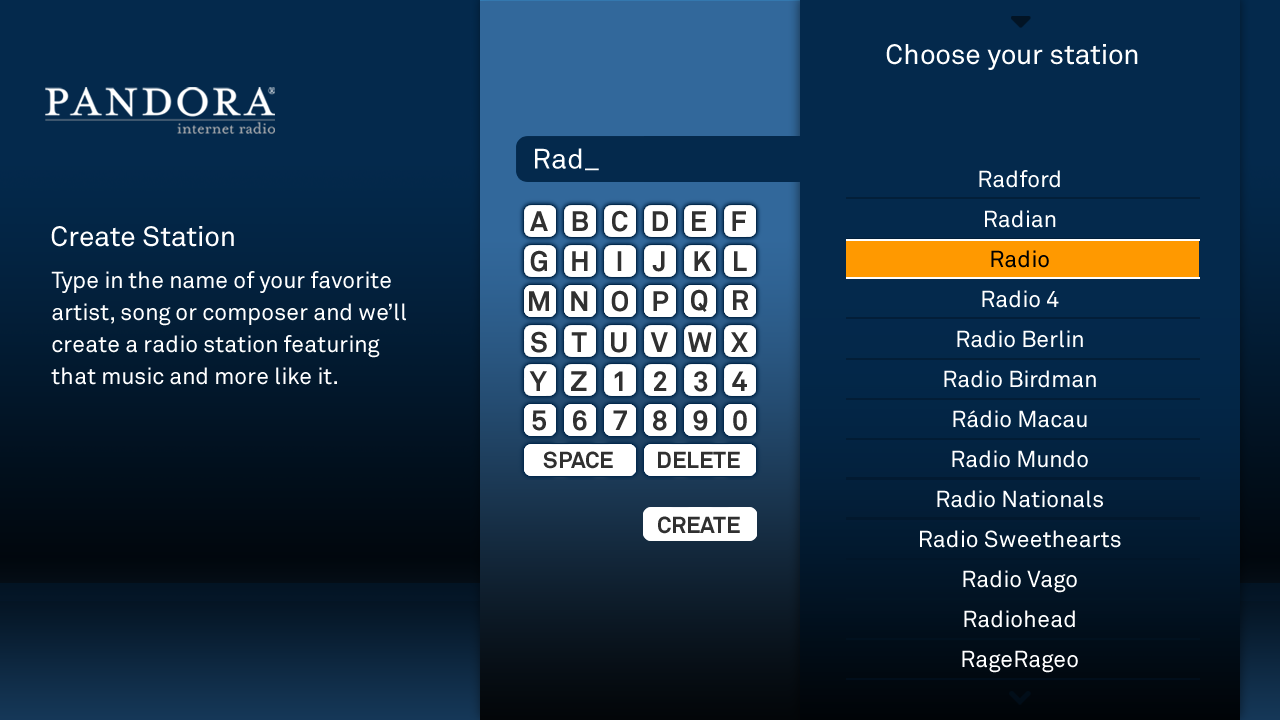 PANDORA®
internet radio
Create Station
Type in the name of your favorite
artist, song or composer and we'll
create a radio station featuring
that music and more like it.
Rad_
A B C D E F
G H I J K L
M N O P Q R
S T U V W X
Y Z 1 2 3 4
5 6 7 8 9 0
SPACE DELETE
CREATE
Choose your station
Radford
Radian
Radio
Radio 4
Radio Berlin
Radio Birdman
Rádio Macau
Radio Mundo
Radio Nationals
Radio Sweethearts
Radio Vago
Radiohead
RageRageo